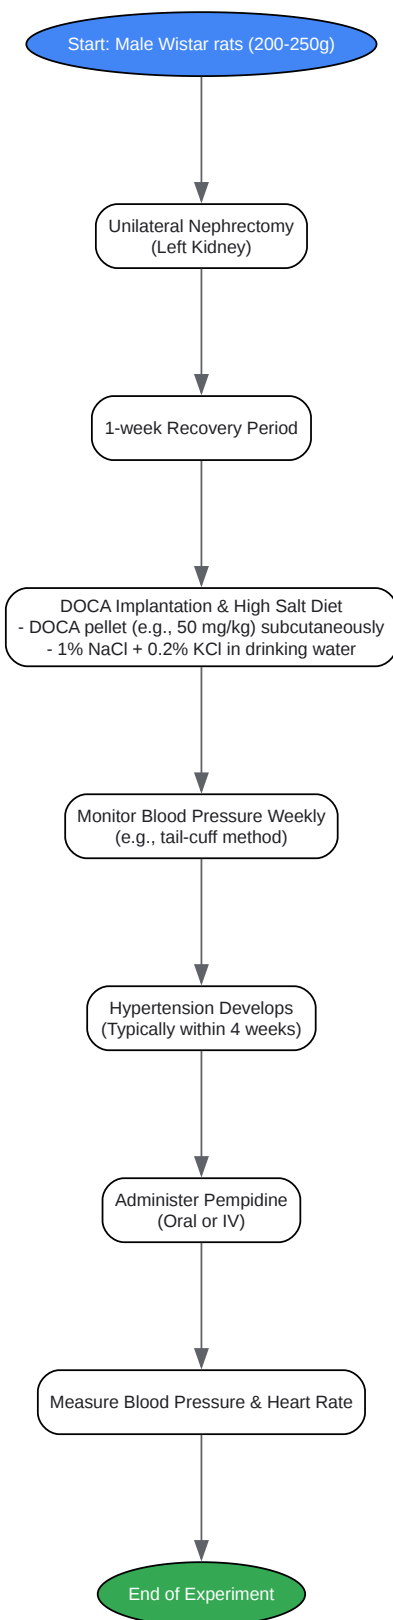 Start: Male Wistar rats (200-250g)
Unilateral Nephrectomy
(Left Kidney)
1-week Recovery Period
DOCA Implantation & High Salt Diet
- DOCA pellet (e.g., 50 mg/kg) subcutaneously
- 1% NaCl + 0.2% KCl in drinking water
Monitor Blood Pressure Weekly
(e.g., tail-cuff method)
Hypertension Develops
(Typically within 4 weeks)
Administer Pempidine
(Oral or IV)
Measure Blood Pressure & Heart Rate
End of Experiment